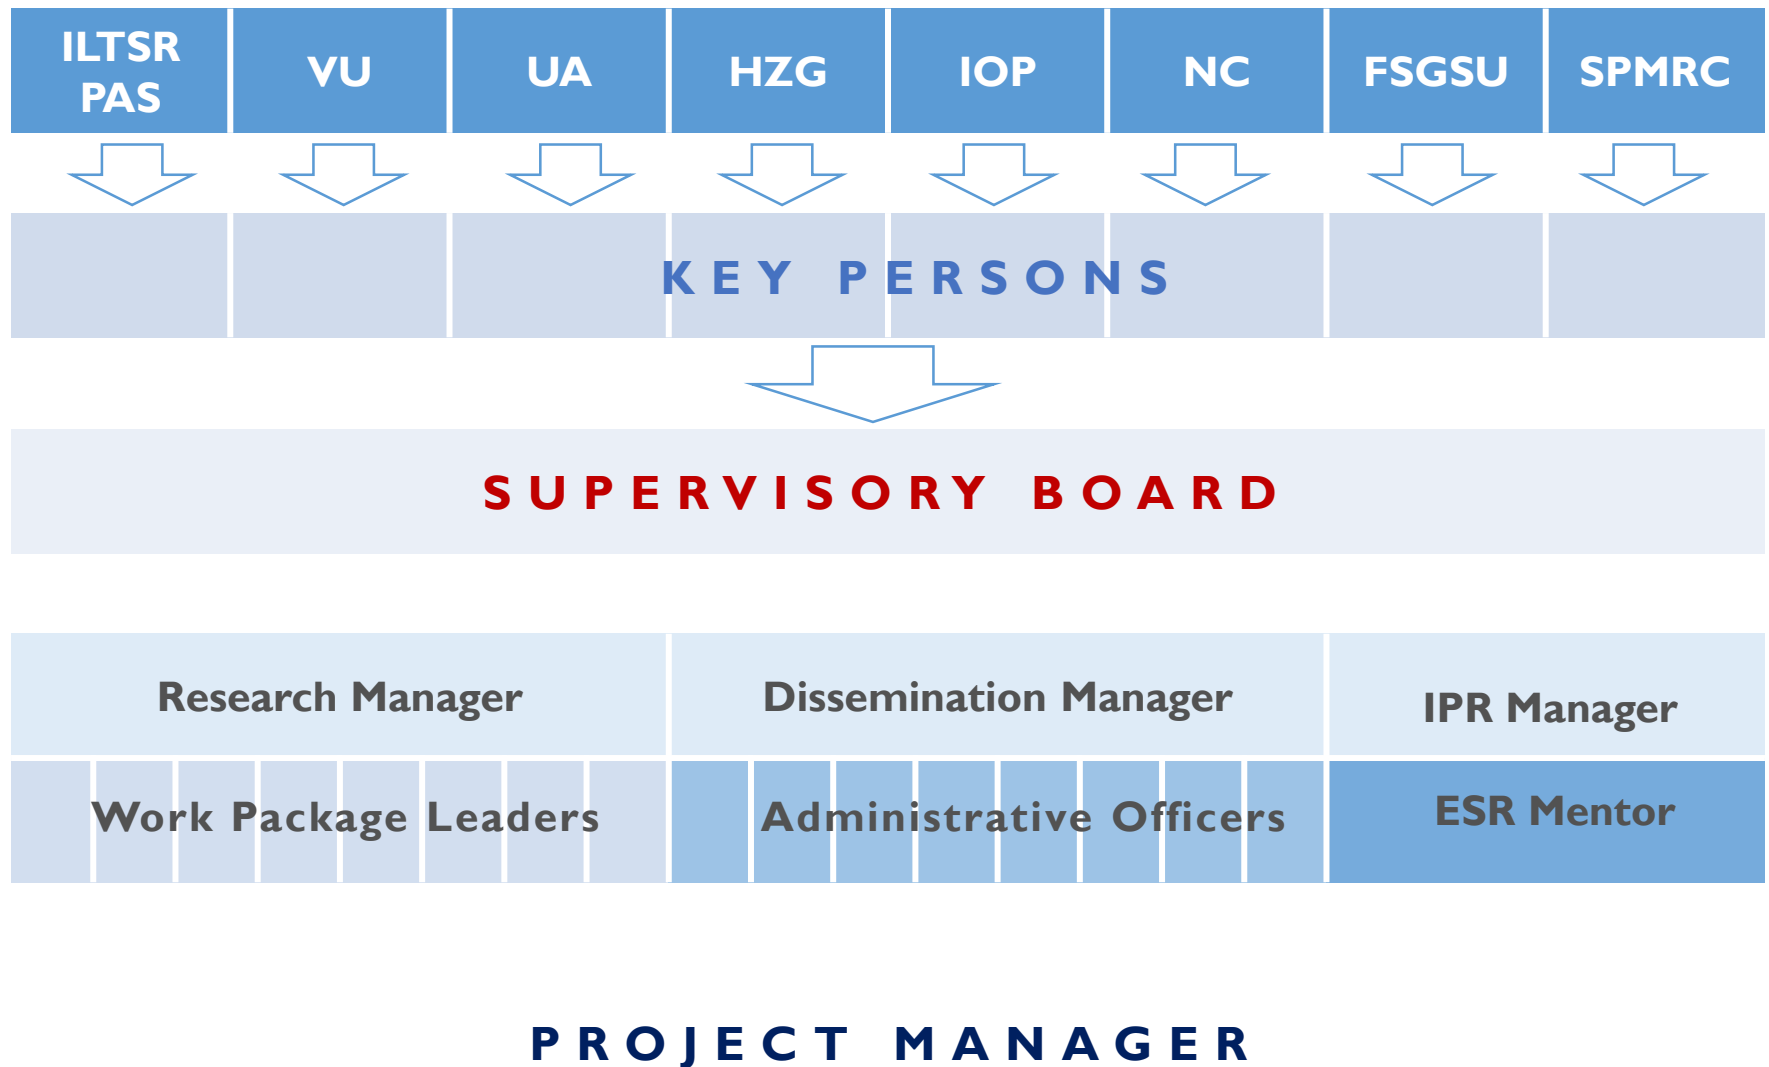 ILTSR
PAS
VU
UA
HZG
IOP
NC
FSGSU
SPMRC
KEY PERSONS
SUPERVISORY BOARD
Research Manager
Dissemination Manager
IPR Manager
Work Package Leaders
Administrative Officers
ESR Mentor
PROJECT MANAGER